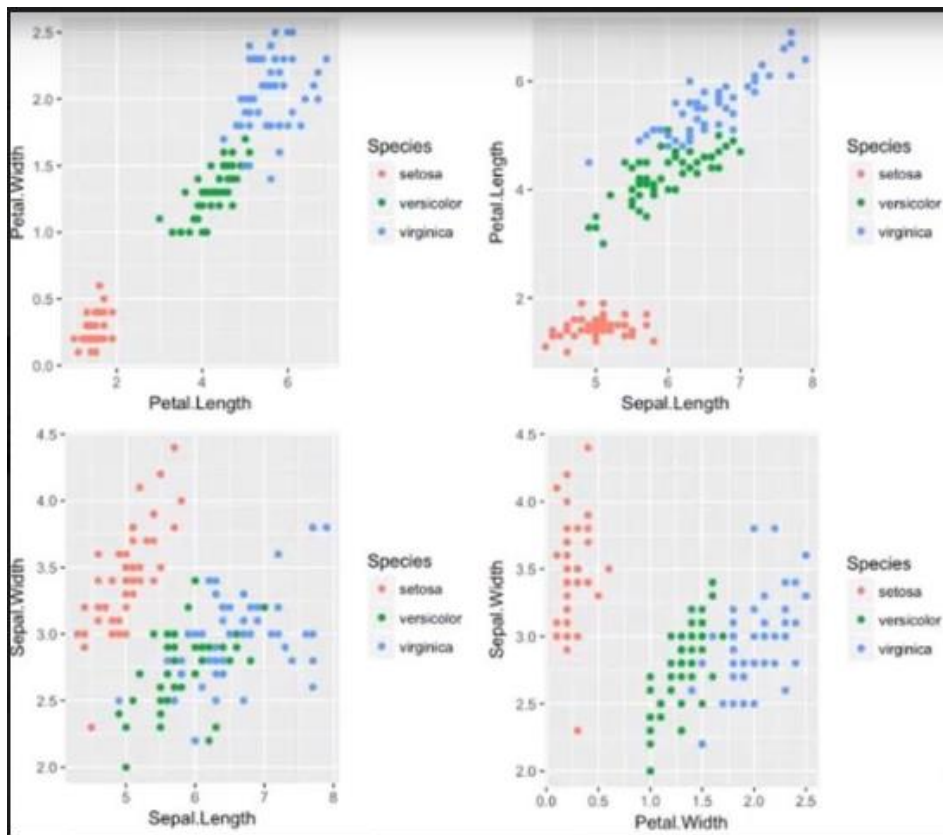 2.5
2.0
1.5
1.0
0.5
0.0
Petal.Width
2
4
6
Petal.Length
Species
setosa
versicolor
virginica
6
4
2
Petal.Length
5
6
7
8
Sepal.Length
Species
setosa
versicolor
virginica
4.5
4.0
3.5
3.0
2.5
2.0
Sepal.Width
5
6
7
8
Sepal.Length
Species
setosa
versicolor
virginica
4.5
4.0
3.5
3.0
2.5
2.0
Sepal.Width
0.0
0.5
1.0
1.5
2.0
2.5
Petal.Width
Species
setosa
versicolor
virginica